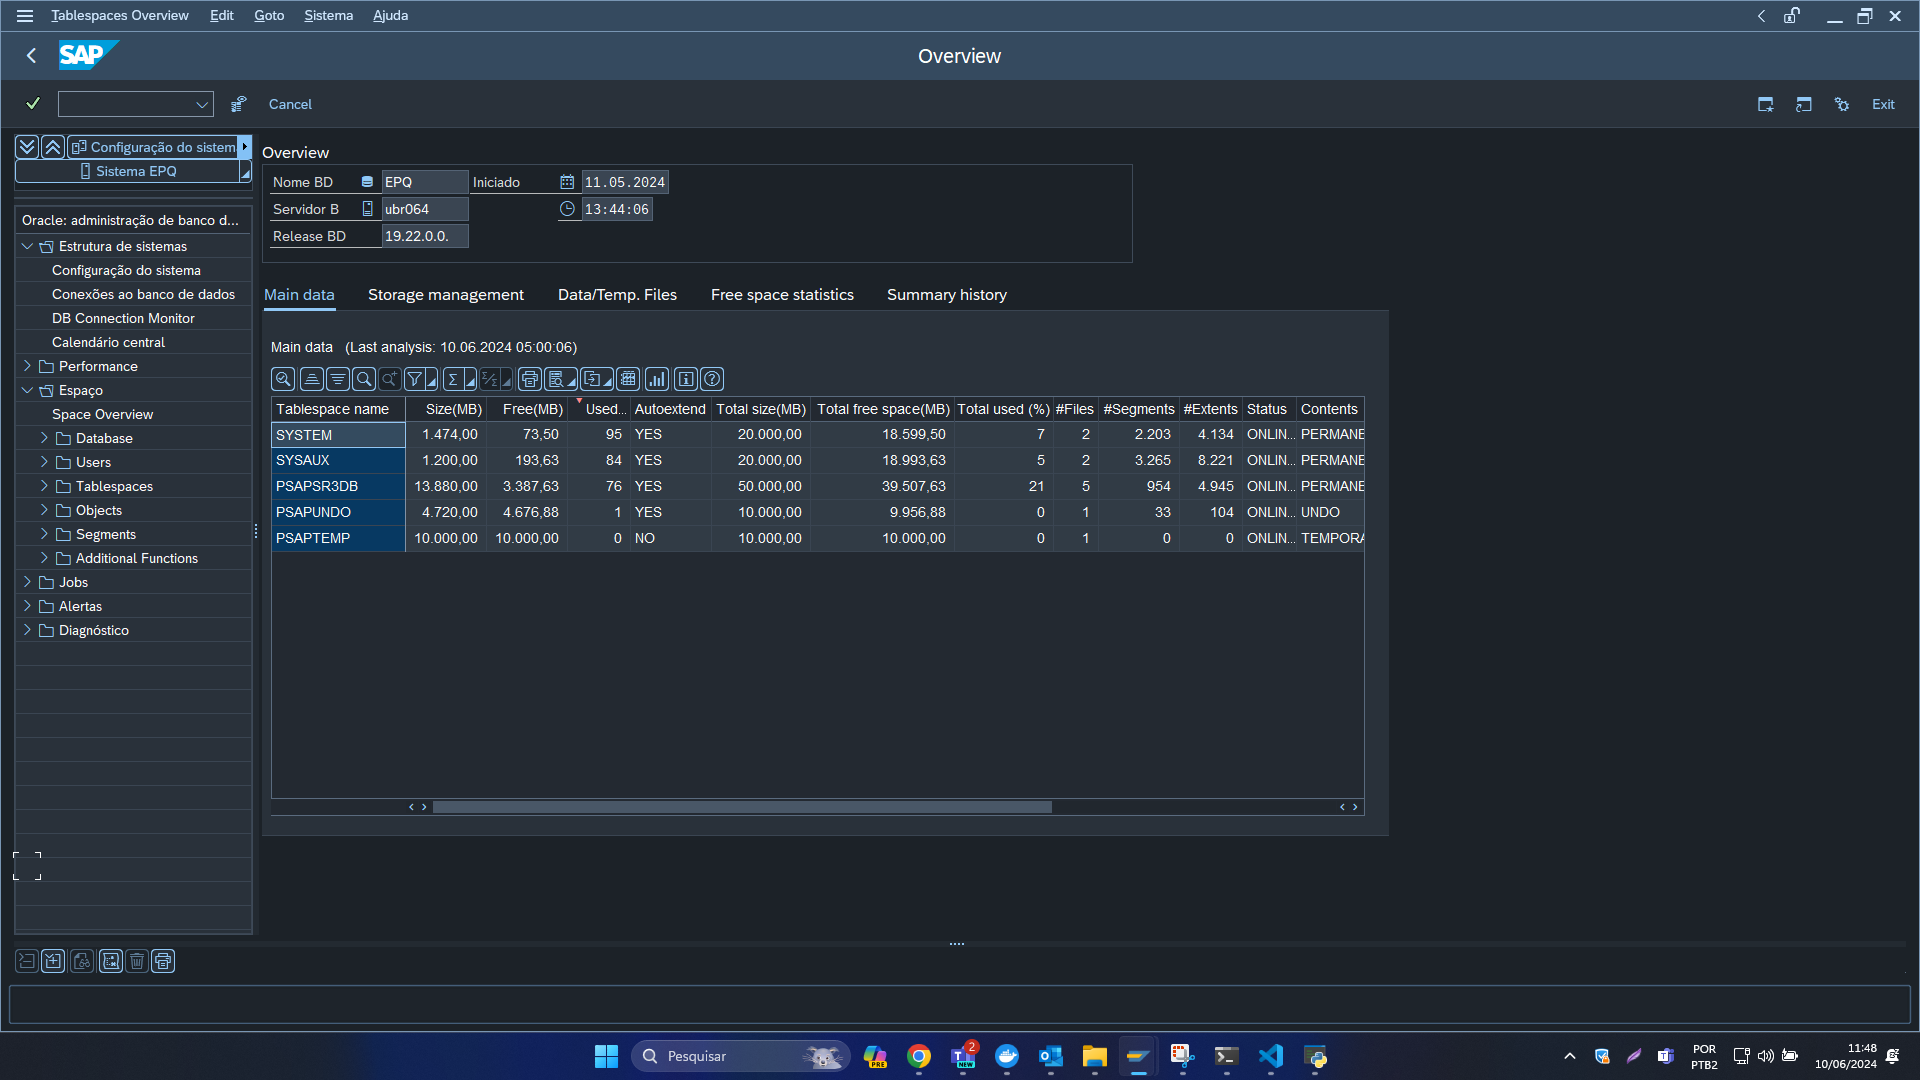 Tablespaces Overview Edit Goto Sistema Ajuda
SAP
Overview
Cancel
Exit
Configuração do sistem
Sistema EPQ
Oracle: administração de banco d...
Estrutura de sistemas
Configuração do sistema
Conexões ao banco de dados
DB Connection Monitor
Calendário central
Performance
Espaço
Space Overview
Database
Users
Tablespaces
Objects
Segments
Additional Functions
Jobs
Alertas
Diagnóstico
Overview
Nome BD EPQ Iniciado 11.05.2024
Servidor B ubr064 13:44:06
Release BD 19.22.0.0.
Main data Storage management Data/Temp. Files Free space statistics Summary history
Main data (Last analysis: 10.06.2024 05:00:06)
Tablespace name Size(MB) Free(MB) Used... Autoextend Total size(MB) Total free space(MB) Total used (%) #Files #Segments #Extents Status Contents
SYSTEM 1.474,00 73,50 95 YES 20.000,00 18.599,50 7 2 2.203 4.134 ONLIN... PERMANE
SYSAUX 1.200,00 193,63 84 YES 20.000,00 18.993,63 5 2 3.265 8.221 ONLIN... PERMANE
PSAPSR3DB 13.880,00 3.387,63 76 YES 50.000,00 39.507,63 21 5 954 4.945 ONLIN... PERMANE
PSAPUNDO 4.720,00 4.676,88 1 YES 10.000,00 9.956,88 0 1 33 104 ONLIN... UNDO
PSAPTEMP 10.000,00 10.000,00 0 NO 10.000,00 10.000,00 0 1 0 0 ONLIN... TEMPORA
Pesquisar
PRE
2
NEW
POR
PTB2
11:48
10/06/2024